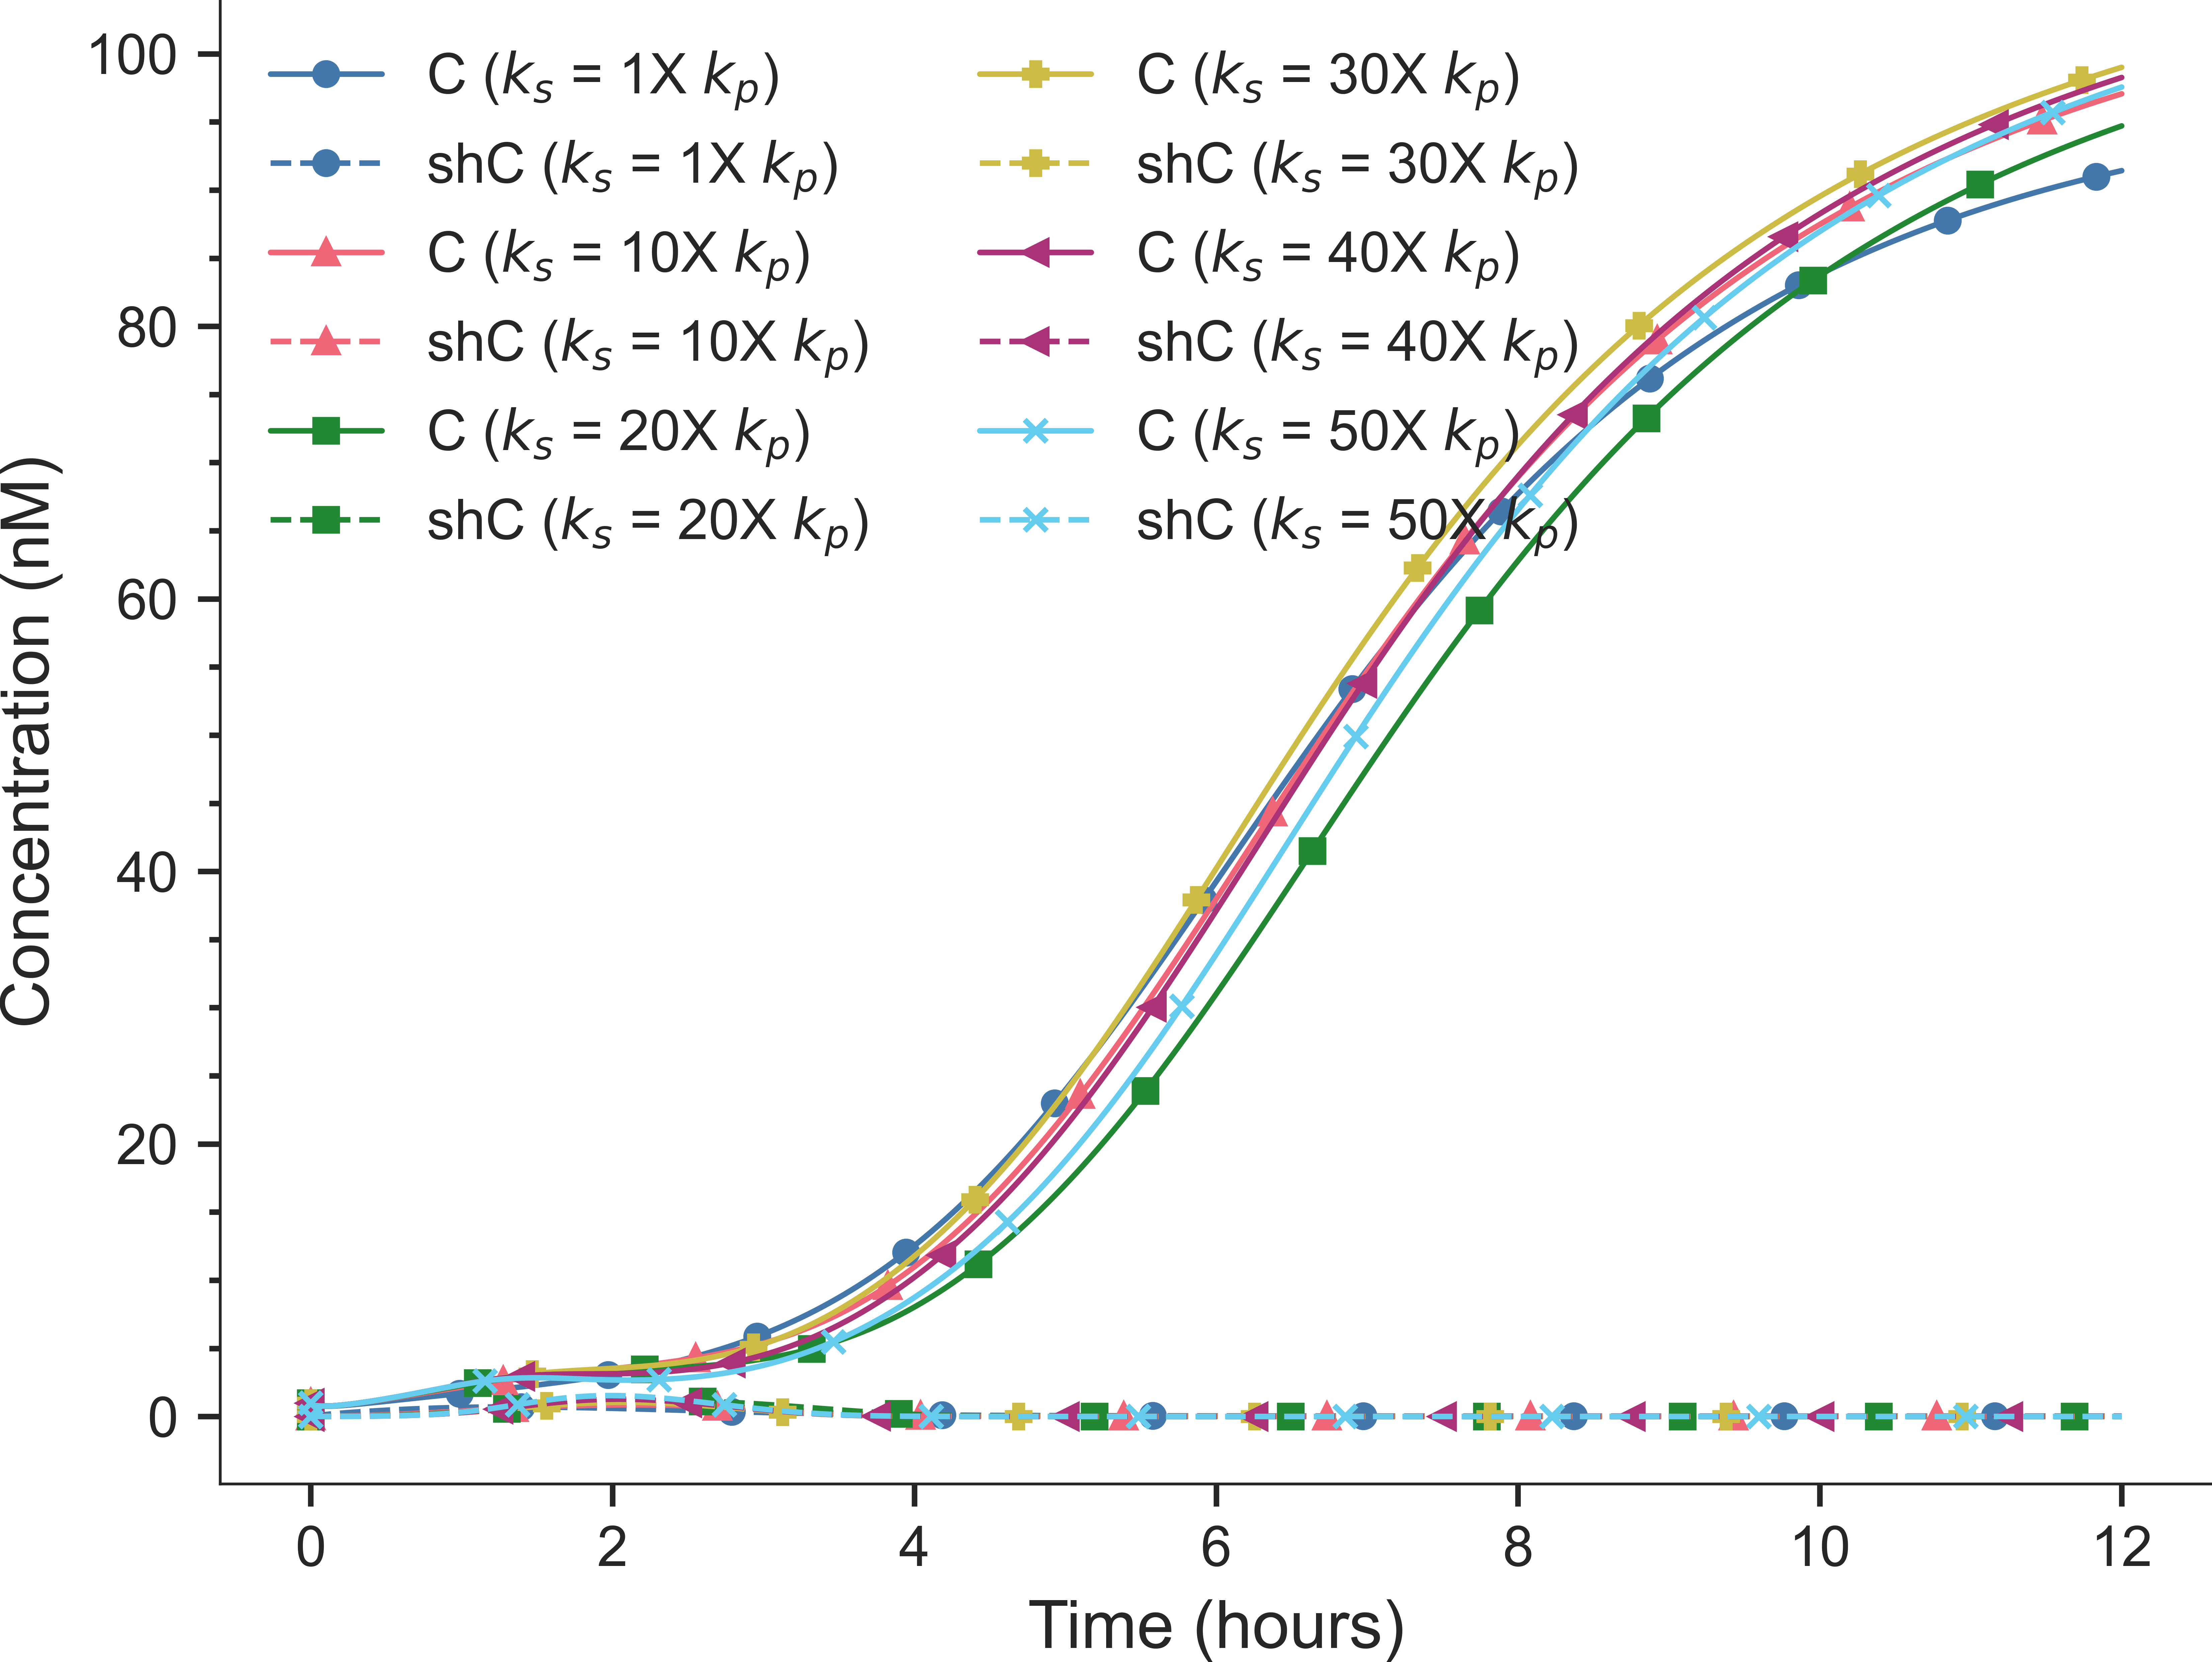 C (ks = 1X kp)
shC (ks = 1X kp)
C (ks = 10X kp)
shC (ks = 10X kp)
C (ks = 20X kp)
shC (ks = 20X kp)
C (ks = 30X kp)
shC (ks = 30X kp)
C (ks = 40X kp)
shC (ks = 40X kp)
C (ks = 50X kp)
shC (ks = 50X kp)
Concentration (nM)
100
80
60
40
20
0
0 2 4 6 8 10 12
Time (hours)